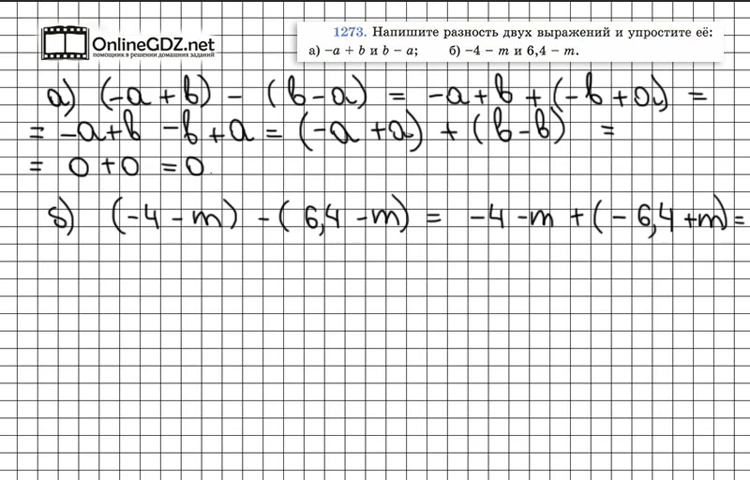 OnlineGDZ.net
помощник в решении домашних заданий
1273. Напишите разность двух выражений и упростите её:
а) −a + b и b − a; б) −4 − m и 6,4 − m.
а) (-a+b) - (b-a) = -a+b+(-b+a) =
= -a+b -b+a = (-a+a) + (b-b) =
= 0+0 =0
б) (-4-m) -(6,4-m) = -4-m+(-6,4+m)=